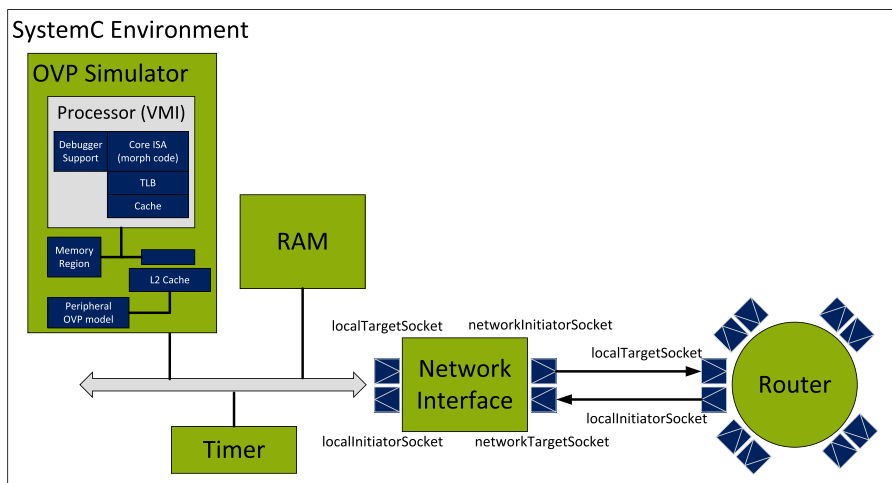 SystemC Environment
OVP Simulator
Processor (VMI)
Debugger
Support
Core ISA
(morph code)
TLB
Cache
Memory
Region
L2 Cache
Peripheral
OVP model
RAM
localTargetSocket
networkInitiatorSocket
Network
Interface
localInitiatorSocket
networkTargetSocket
localTargetSocket
localInitiatorSocket
Router
Timer